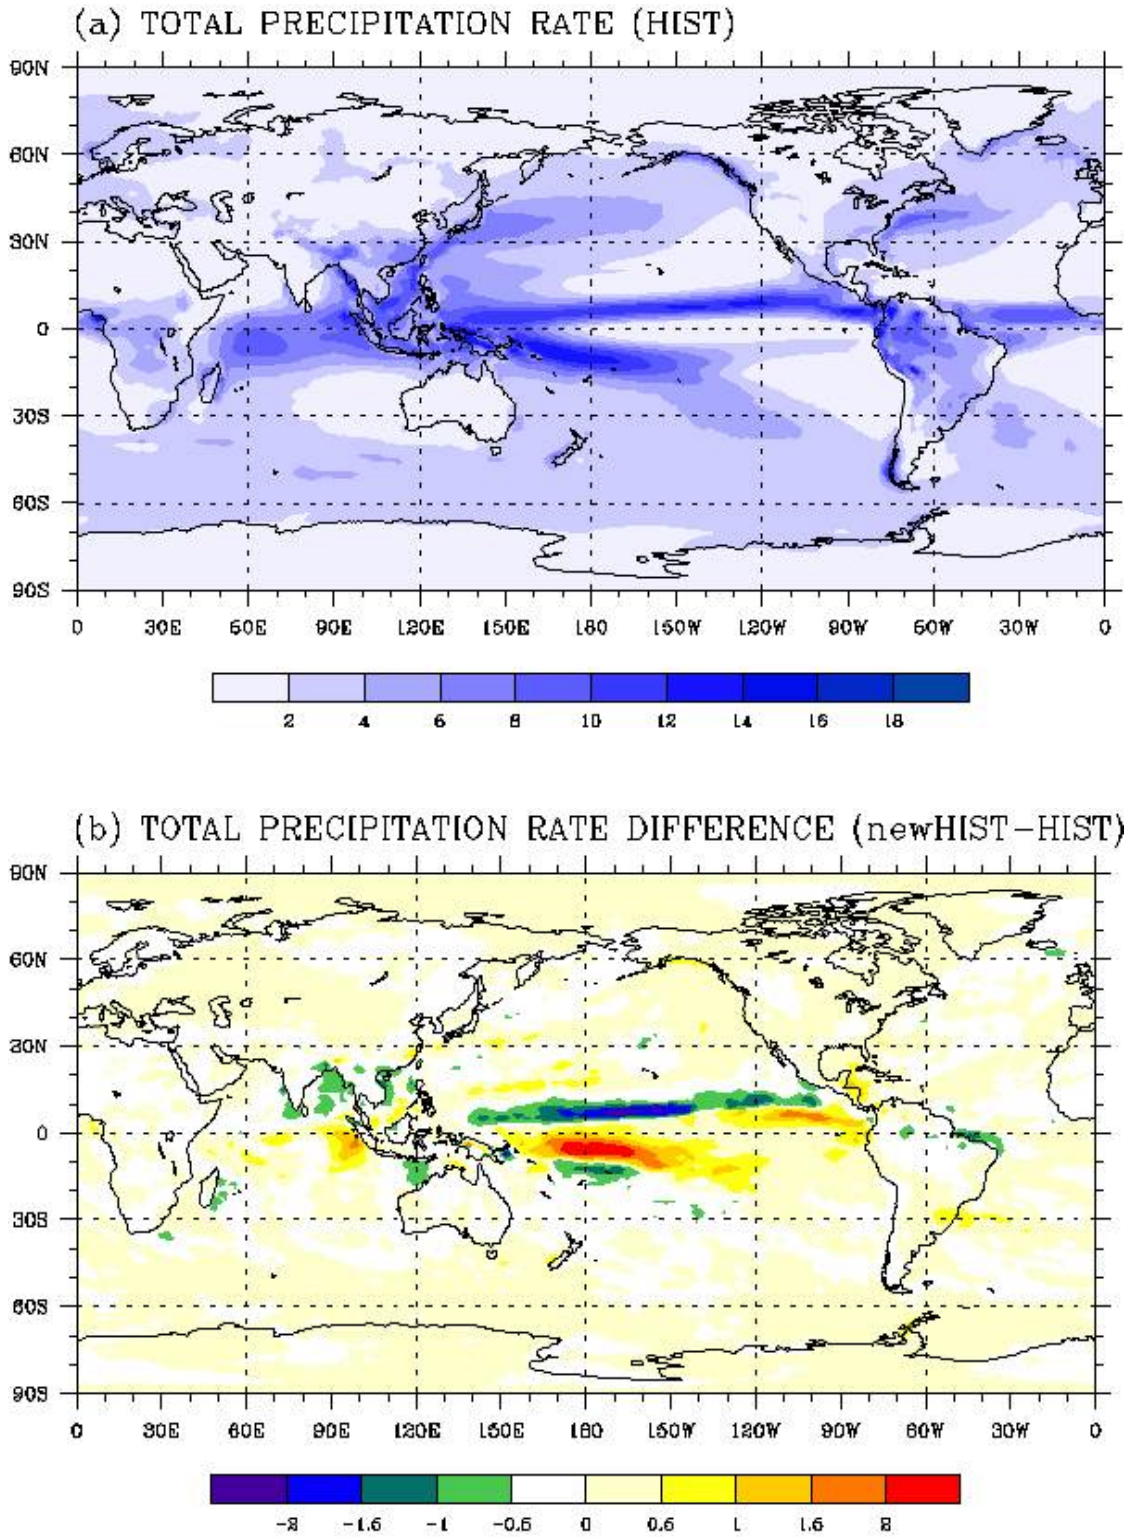 (a) TOTAL PRECIPITATION RATE (HIST)
90N
60N
30N
0
30S
60S
90S
0 30E 60E 90E 120E 150E 180 150W 120W 90W 60W 30W 0
2 4 6 8 10 12 14 16 18
(b) TOTAL PRECIPITATION RATE DIFFERENCE (newHIST-HIST)
90N
60N
30N
0
30S
60S
90S
0 30E 60E 90E 120E 150E 180 150W 120W 90W 60W 30W 0
-2 -1.5 -1 -0.5 0 0.5 1 1.5 2